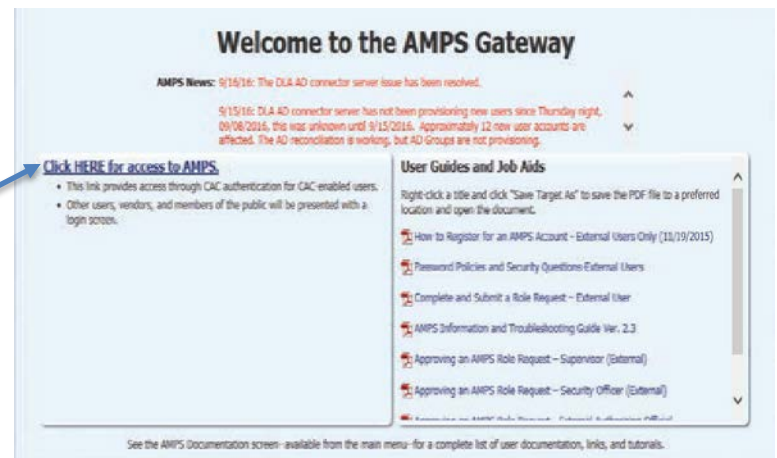 Welcome to the AMPS Gateway
AMPS News: 9/16/16: The DLA AD connector server issue has been resolved.
9/15/16: DLA AD connector server has not been provisioning new users since Thursday night,
09/08/2016, this was unknown until 9/15/2016. Approximately 12 new user accounts are
affected. The AD reconciliation is working, but AD Groups are not provisioning.
Click HERE for access to AMPS.
• This link provides access through CAC authentication for CAC-enabled users.
• Other users, vendors, and members of the public will be presented with a
login screen.
User Guides and Job Aids
Right-click a title and click "Save Target As" to save the PDF file to a preferred
location and open the document.
How to Register for an AMPS Account - External Users Only (11/19/2015)
Password Policies and Security Questions-External Users
Complete and Submit a Role Request – External User
AMPS Information and Troubleshooting Guide Ver. 2.3
Approving an AMPS Role Request – Supervisor (External)
Approving an AMPS Role Request – Security Officer (External)
Approving an AMPS Role Request - External Authorizing Official
See the AMPS Documentation screen--available from the main menu--for a complete list of user documentation, links, and tutorials.